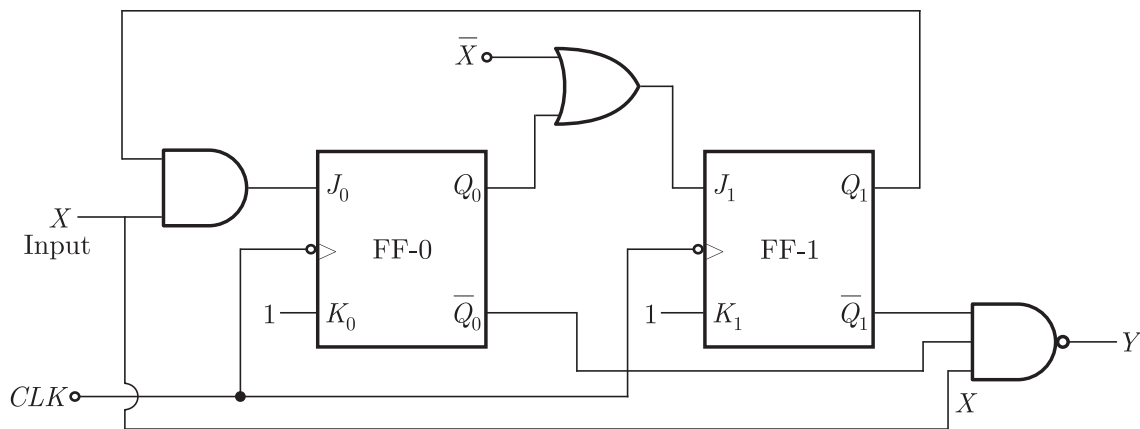 X̅
J₀ Q₀ J₁ Q₁
X
Input
FF-0 FF-1
1 K₀ Q̅₀ 1 K₁ Q̅₁
Y
CLK
X